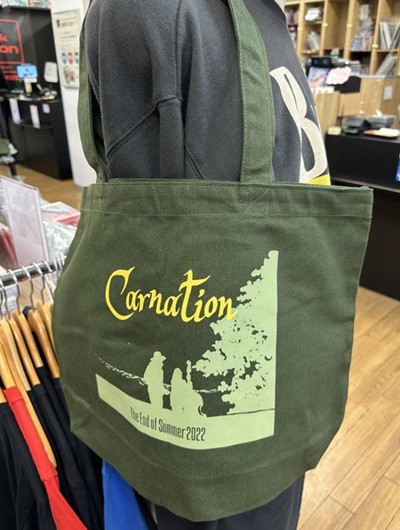 Carnation
The End of Summer 2022